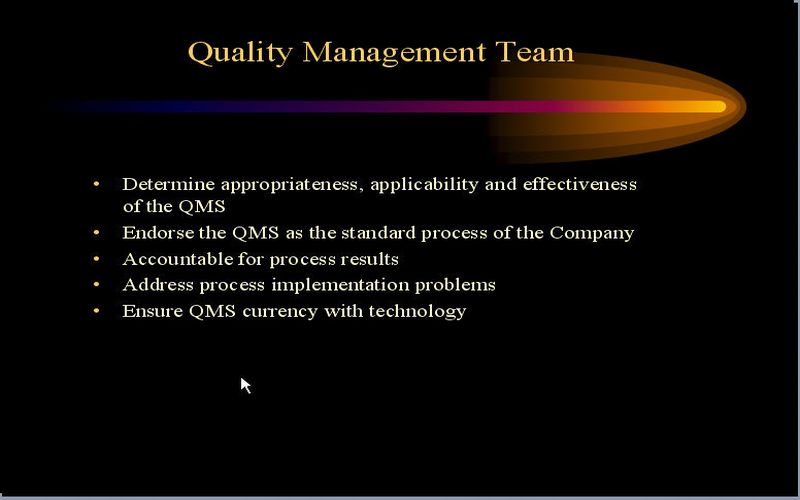 Quality Management Team
• Determine appropriateness, applicability and effectiveness
of the QMS
• Endorse the QMS as the standard process of the Company
• Accountable for process results
• Address process implementation problems
• Ensure QMS currency with technology